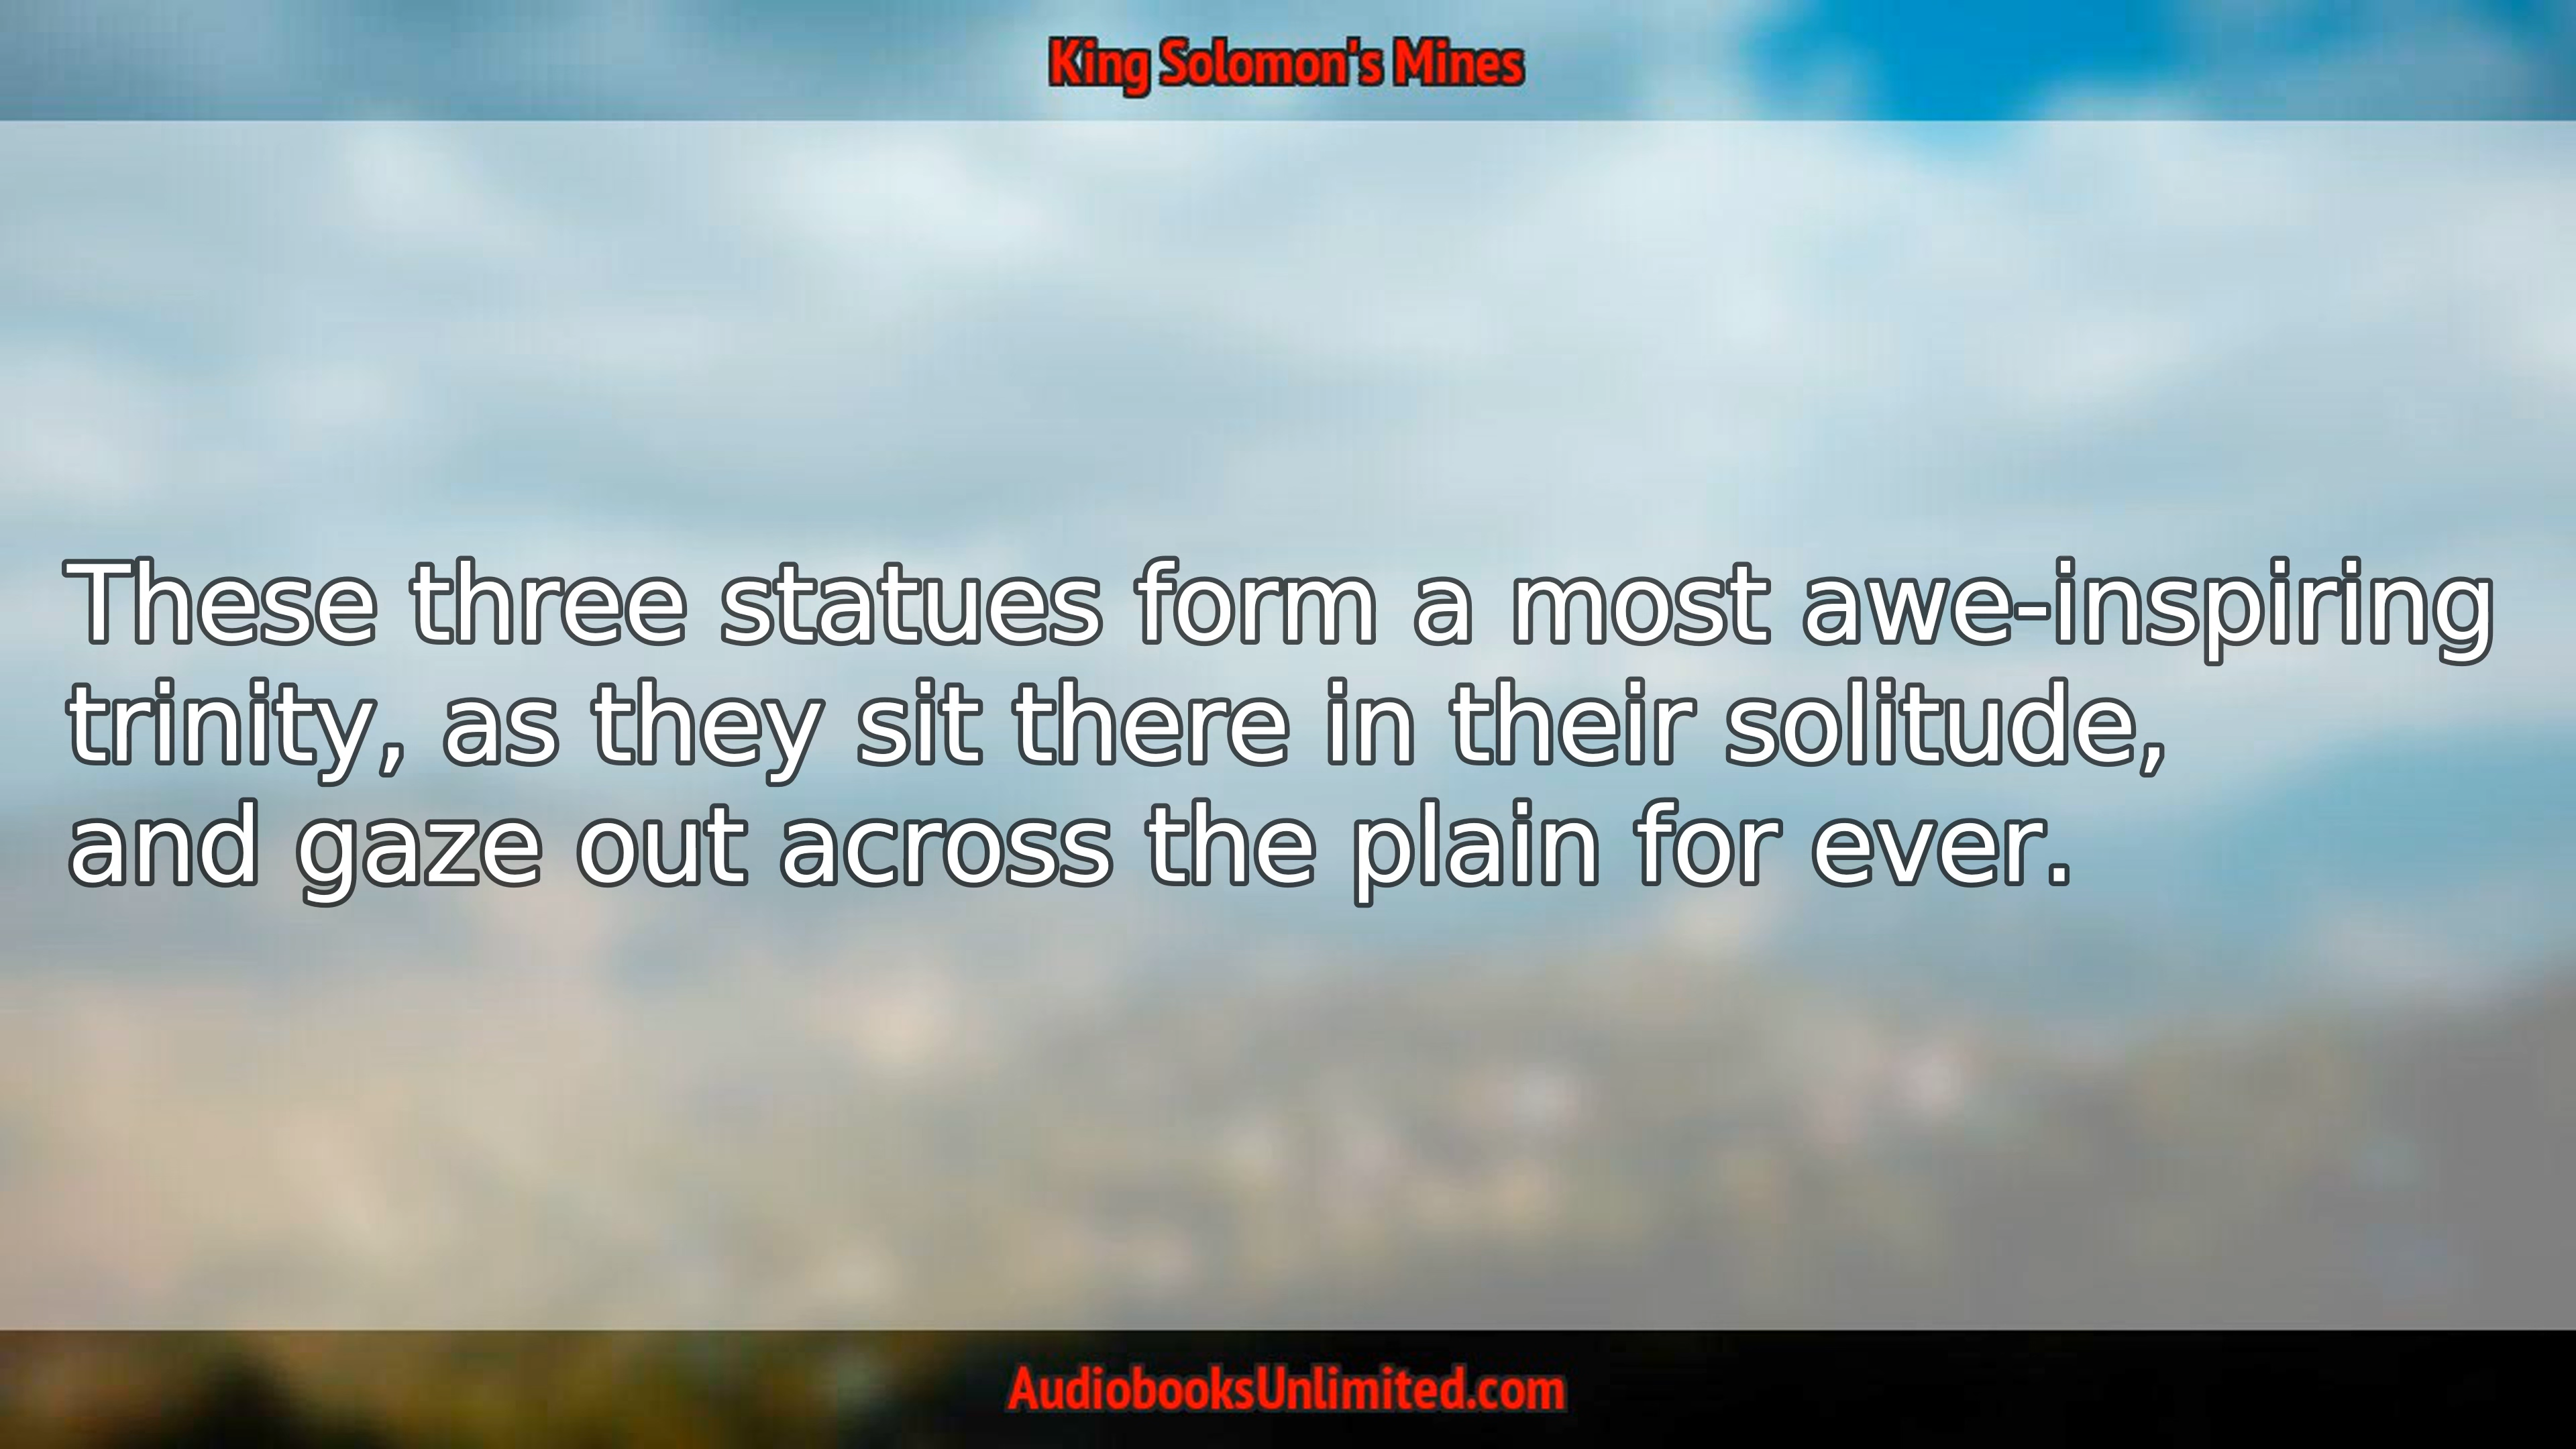 King Solomon's Mines
These three statues form a most awe-inspiring
trinity, as they sit there in their solitude,
and gaze out across the plain for ever.
AudiobooksUnlimited.com